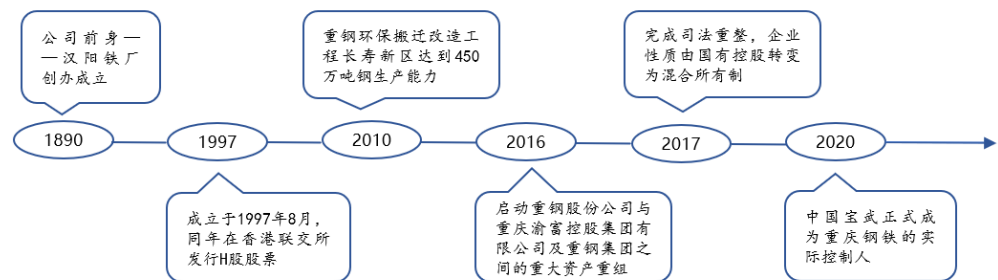 公司前身—
—汉阳铁厂
创办成立
重钢环保搬迁改造工
程长寿新区达到450
万吨钢生产能力
完成司法重整，企业
性质由国有控股转变
为混合所有制
1890
1997
2010
2016
2017
2020
成立于1997年8月，
同年在香港联交所
发行H股股票
启动重钢股份公司与
重庆渝富控股集团有
限公司及重钢集团之
间的重大资产重组
中国宝武正式成
为重庆钢铁的实
际控制人